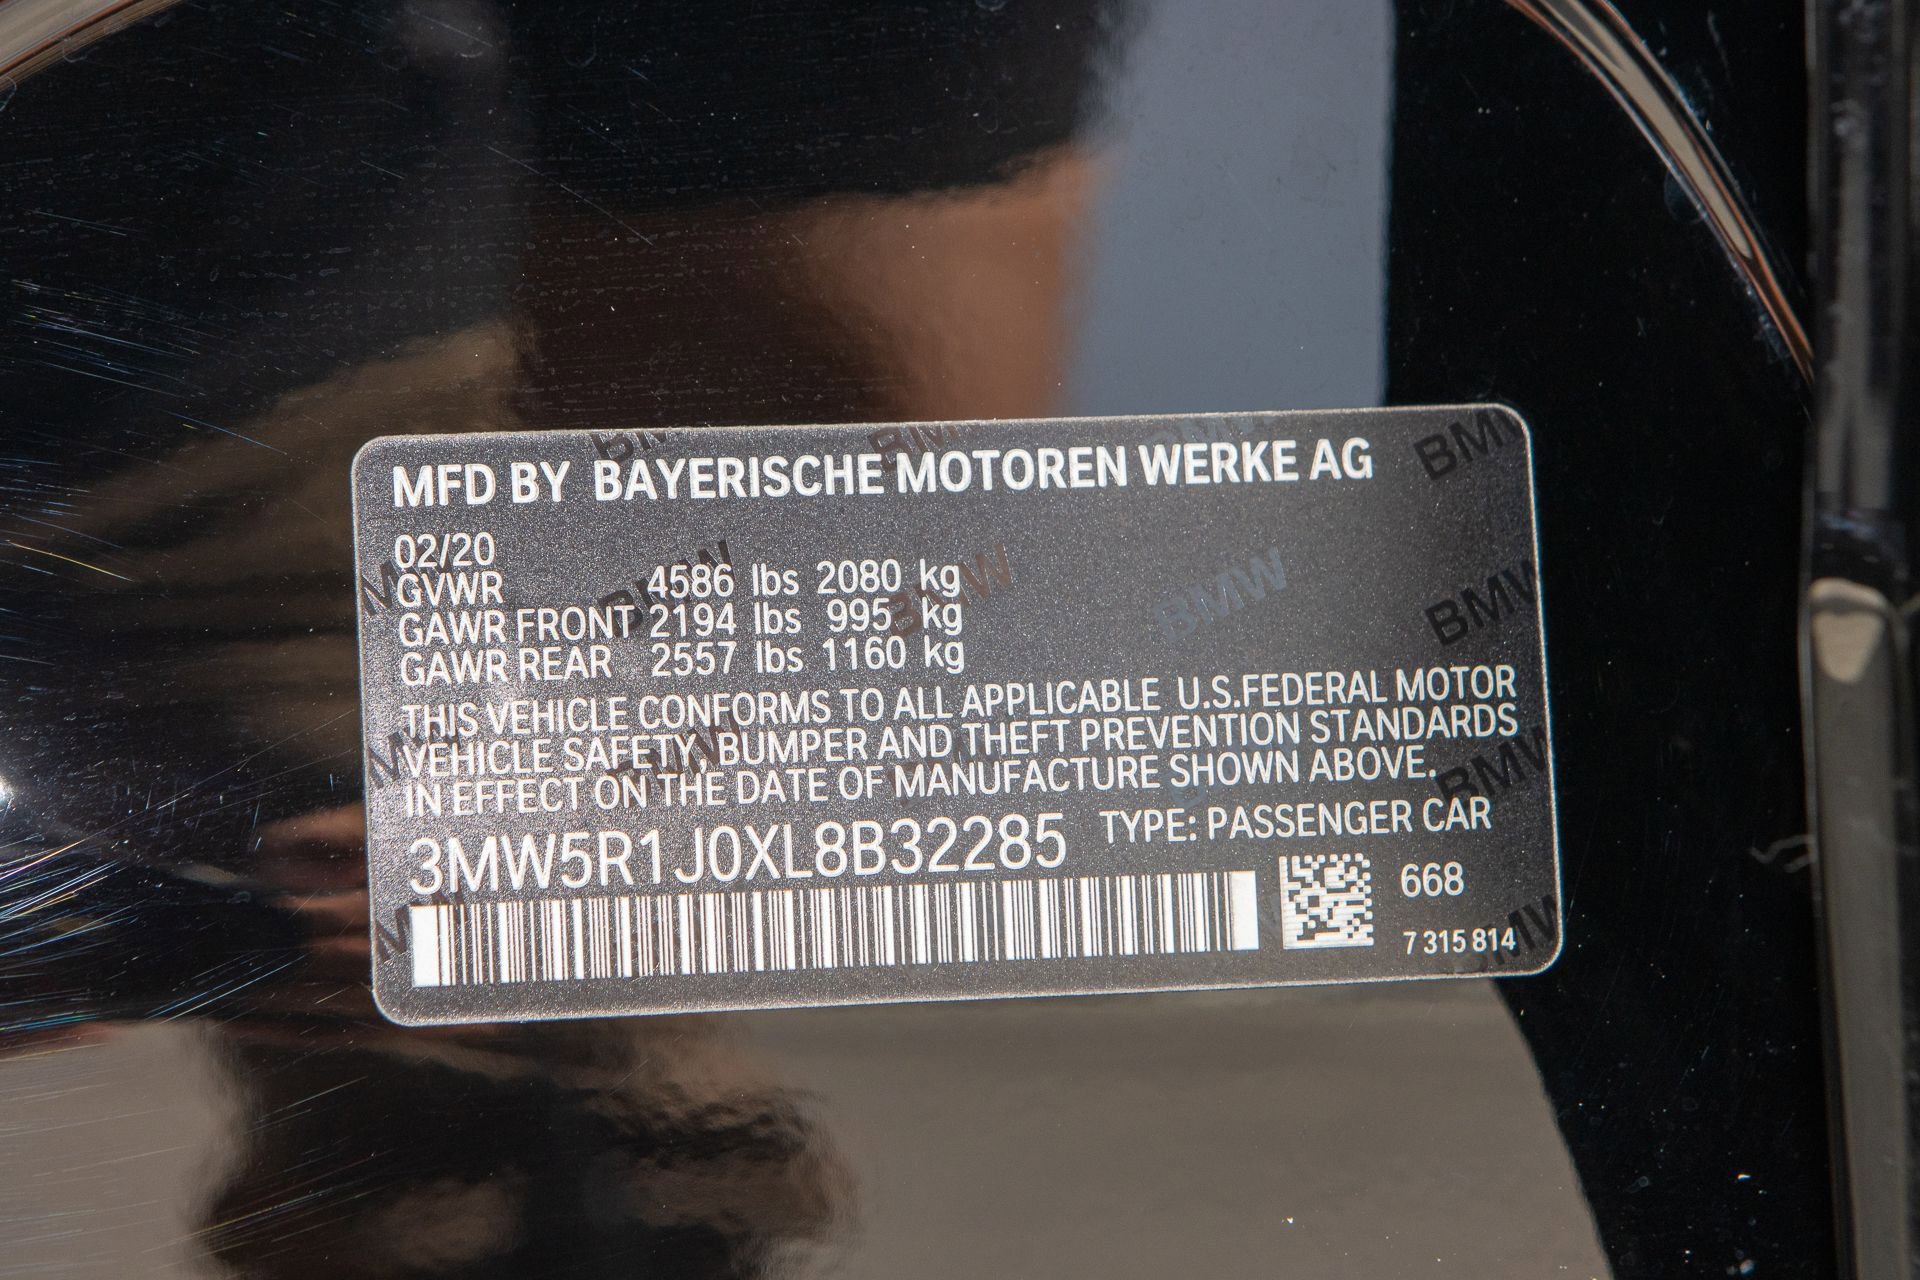 MFD BY BAYERISCHE MOTOREN WERKE AG
02/20
GVWR 4586 lbs 2080 kg
GAWR FRONT 2194 lbs 995 kg
GAWR REAR 2557 lbs 1160 kg
THIS VEHICLE CONFORMS TO ALL APPLICABLE U.S.FEDERAL MOTOR
VEHICLE SAFETY, BUMPER AND THEFT PREVENTION STANDARDS
IN EFFECT ON THE DATE OF MANUFACTURE SHOWN ABOVE.
3MW5R1J0XL8B32285 TYPE: PASSENGER CAR
668
7 315 814